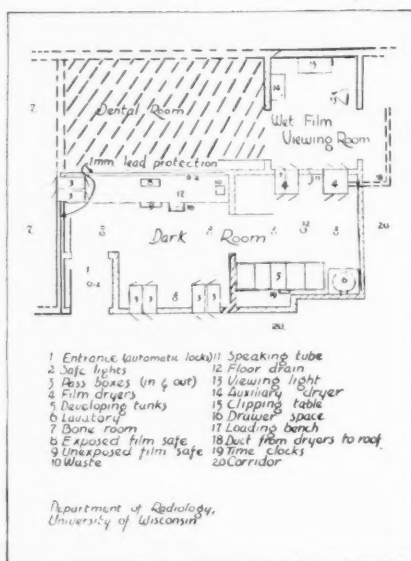 Dental Room
Wet Film
Viewing Room
1mm lead protection
Dark Room
1 Entrance (automatic locks)
2 Safe lights
3 Pass boxes (in & out)
4 Film dryers
5 Developing tanks
6 Lavatory
7 Bone room
8 Exposed film safe
9 Unexposed film safe
10 Waste
11 Speaking tube
12 Floor drain
13 Viewing light
14 Auxiliary dryer
15 Clipping table
16 Drawer space
17 Loading bench
18 Duct from dryers to roof
19 Time clocks
20 Corridor
Department of Radiology,
University of Wisconsin